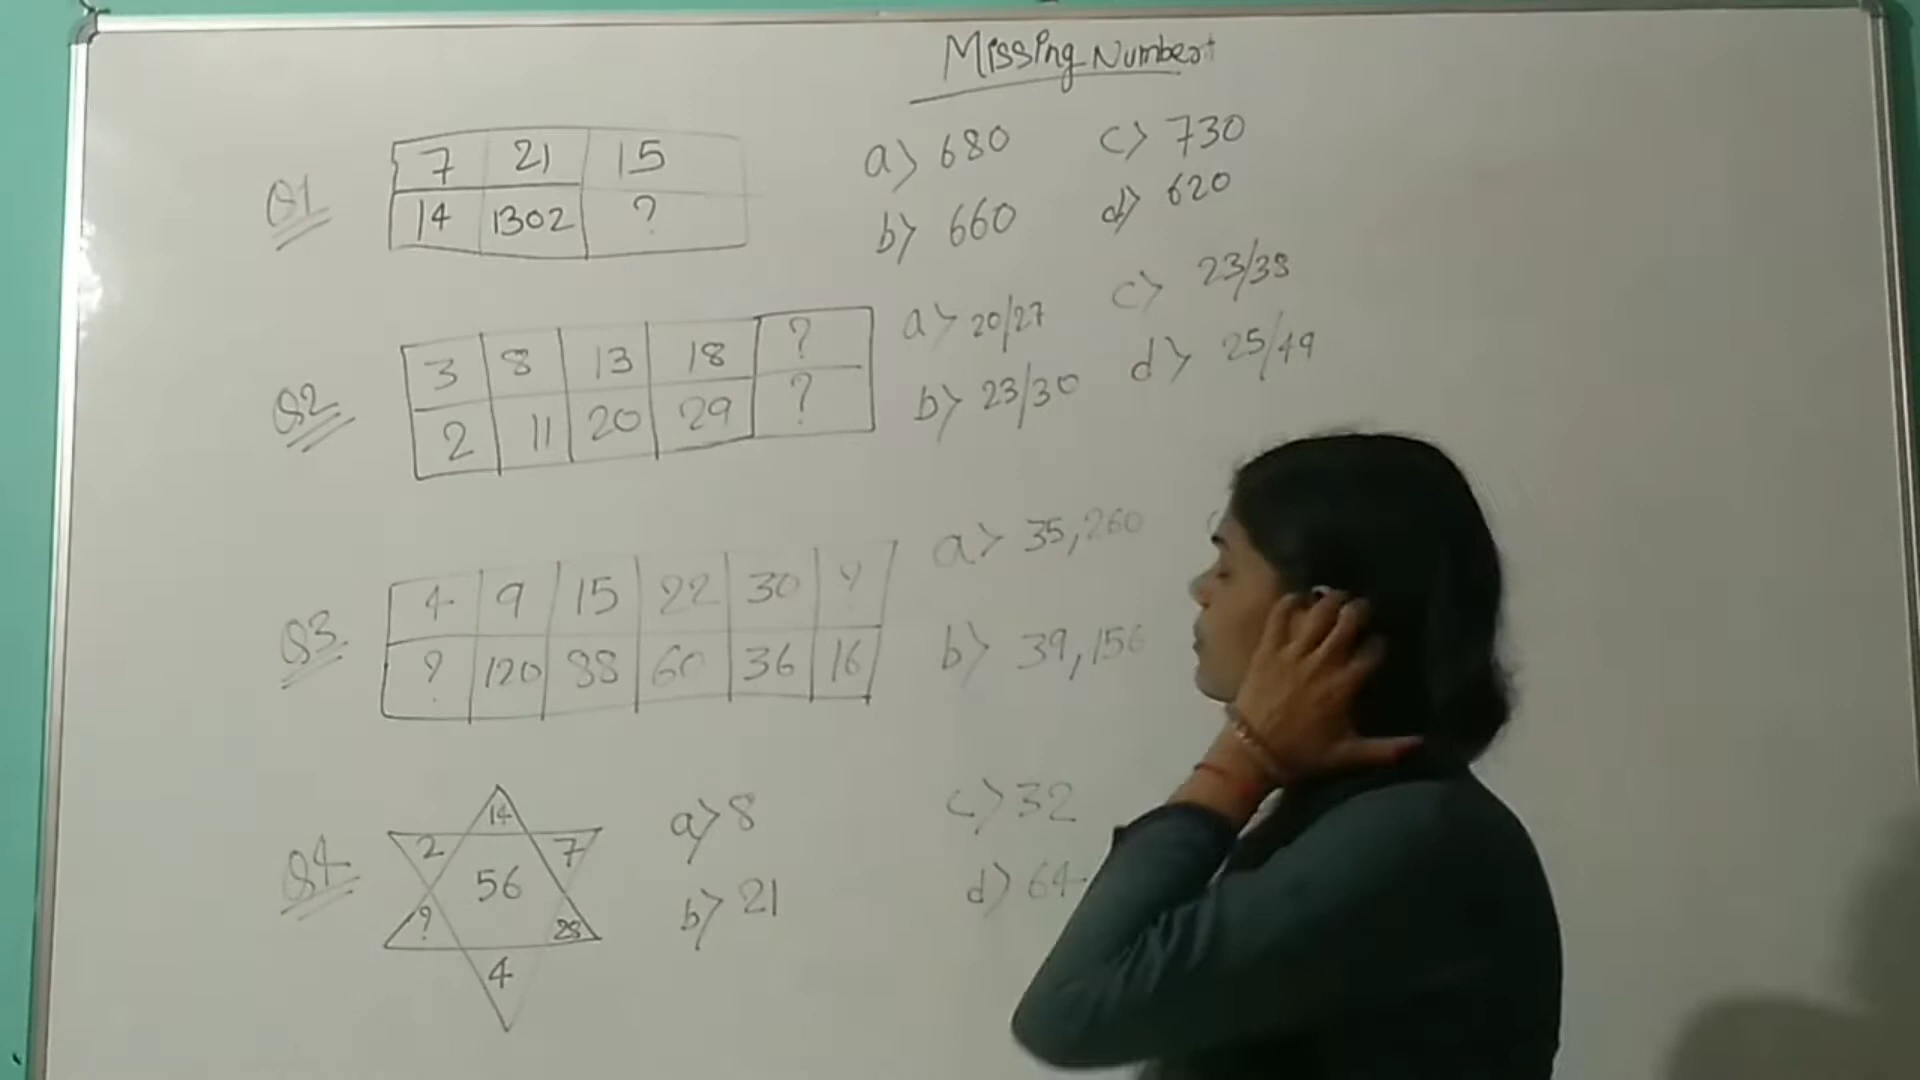 Missing Number
Q1
7 21 15
14 1302 ?
a) 680 c) 730
b) 660 d) 620
Q2
3 8 13 18 ?
2 11 20 29 ?
a) 20/27 c) 23/38
b) 23/30 d) 25/49
Q3
4 9 15 22 30 ?
? 120 88 60 36 16
a) 35,260
b) 39,156
Q4
14
2 7
56
? 28
4
a) 8 c) 32
b) 21 d) 64